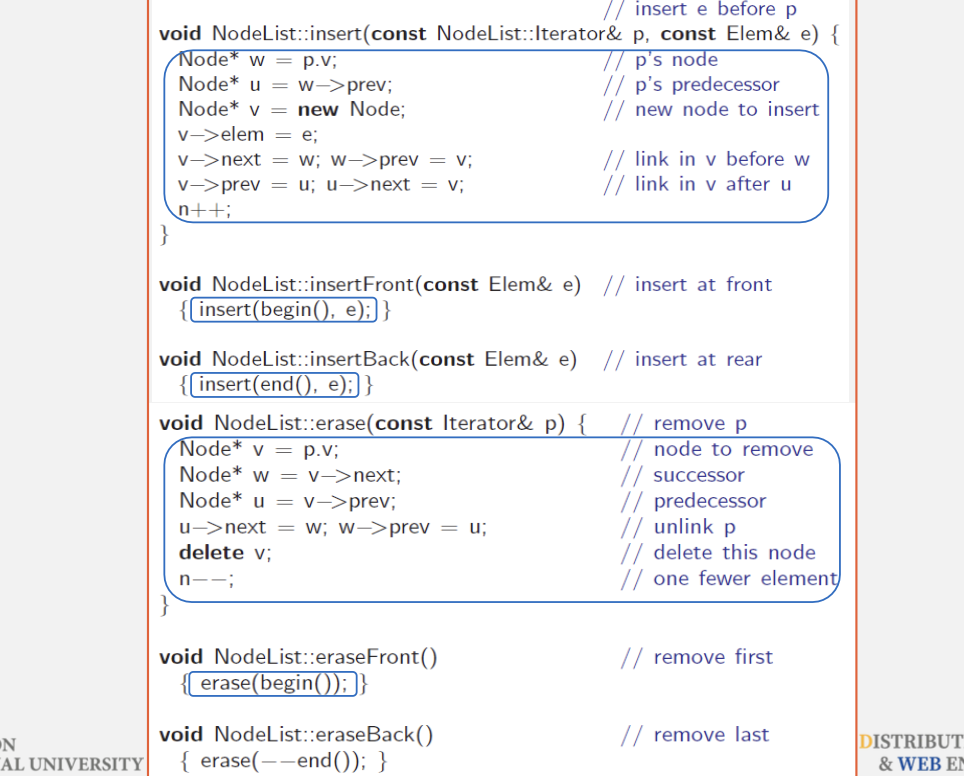 // insert e before p
void NodeList::insert(const NodeList::Iterator& p, const Elem& e) {
Node* w = p.v; // p's node
Node* u = w->prev; // p's predecessor
Node* v = new Node; // new node to insert
v->elem = e;
v->next = w; w->prev = v; // link in v before w
v->prev = u; u->next = v; // link in v after u
n++;
}
void NodeList::insertFront(const Elem& e) // insert at front
{ insert(begin(), e); }
void NodeList::insertBack(const Elem& e) // insert at rear
{ insert(end(), e); }
void NodeList::erase(const Iterator& p) { // remove p
Node* v = p.v; // node to remove
Node* w = v->next; // successor
Node* u = v->prev; // predecessor
u->next = w; w->prev = u; // unlink p
delete v; // delete this node
n--; // one fewer element
}
void NodeList::eraseFront() // remove first
{ erase(begin()); }
void NodeList::eraseBack() // remove last
{ erase(--end()); }
ON
AL UNIVERSITY
DISTRIBUT
& WEB EN